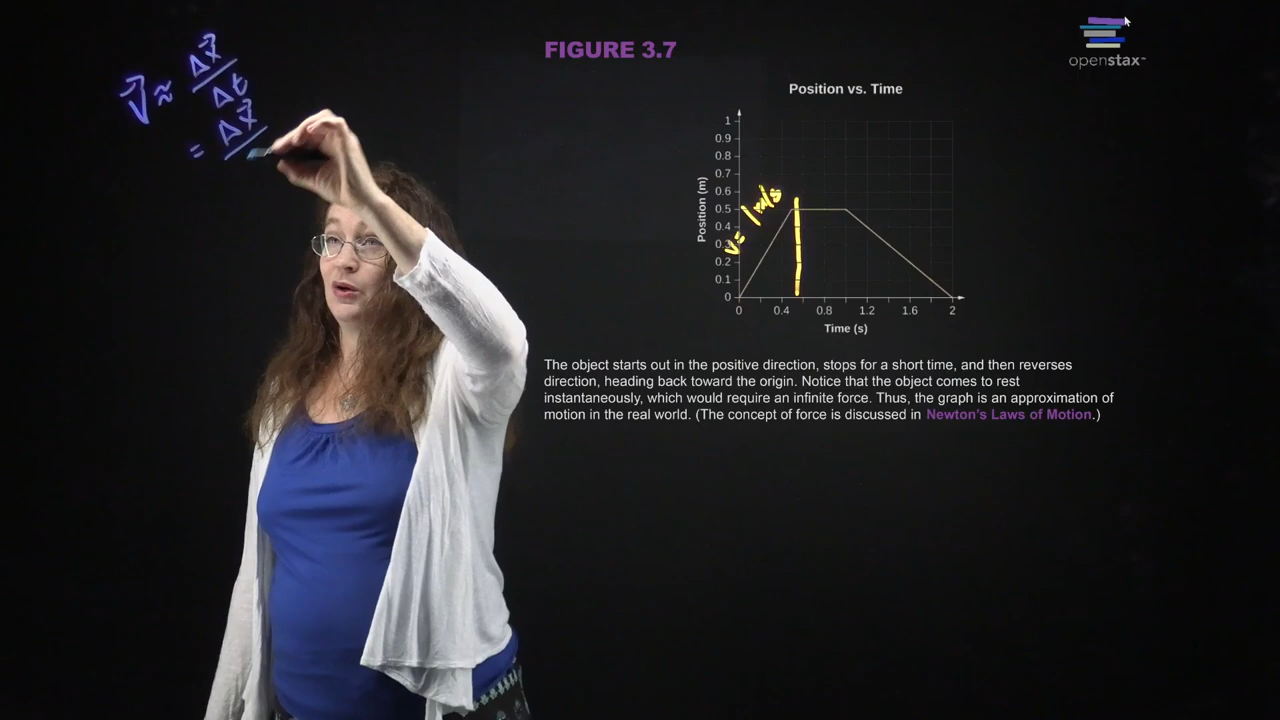 v⃗ ≈ Δx⃗ / Δt
= Δx⃗ /
FIGURE 3.7
openstax™
Position vs. Time
Position (m)
1
0.9
0.8
0.7
0.6
0.5
0.4
0.3
0.2
0.1
0
v= 1 m/s
0 0.4 0.8 1.2 1.6 2
Time (s)
The object starts out in the positive direction, stops for a short time, and then reverses
direction, heading back toward the origin. Notice that the object comes to rest
instantaneously, which would require an infinite force. Thus, the graph is an approximation of
motion in the real world. (The concept of force is discussed in Newton's Laws of Motion.)